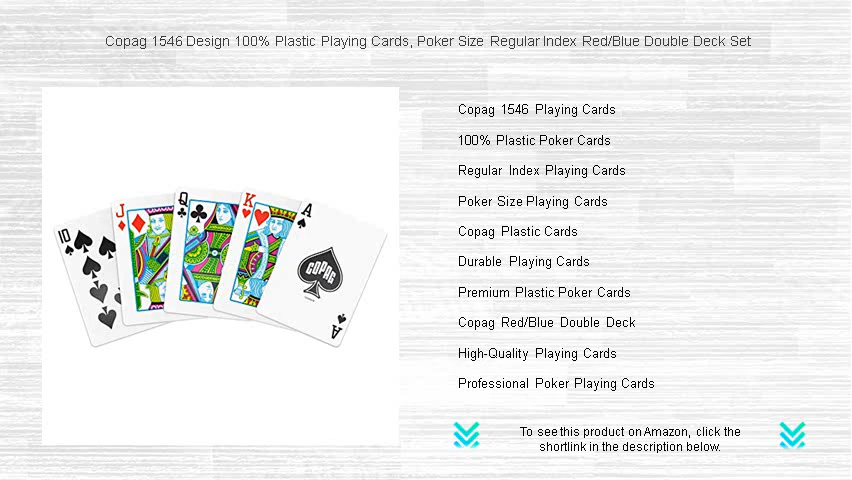 Copag 1546 Design 100% Plastic Playing Cards, Poker Size Regular Index Red/Blue Double Deck Set
10
J
Q
K
A
COPAG
A
Copag 1546 Playing Cards
100% Plastic Poker Cards
Regular Index Playing Cards
Poker Size Playing Cards
Copag Plastic Cards
Durable Playing Cards
Premium Plastic Poker Cards
Copag Red/Blue Double Deck
High-Quality Playing Cards
Professional Poker Playing Cards
To see this product on Amazon, click the
shortlink in the description below.